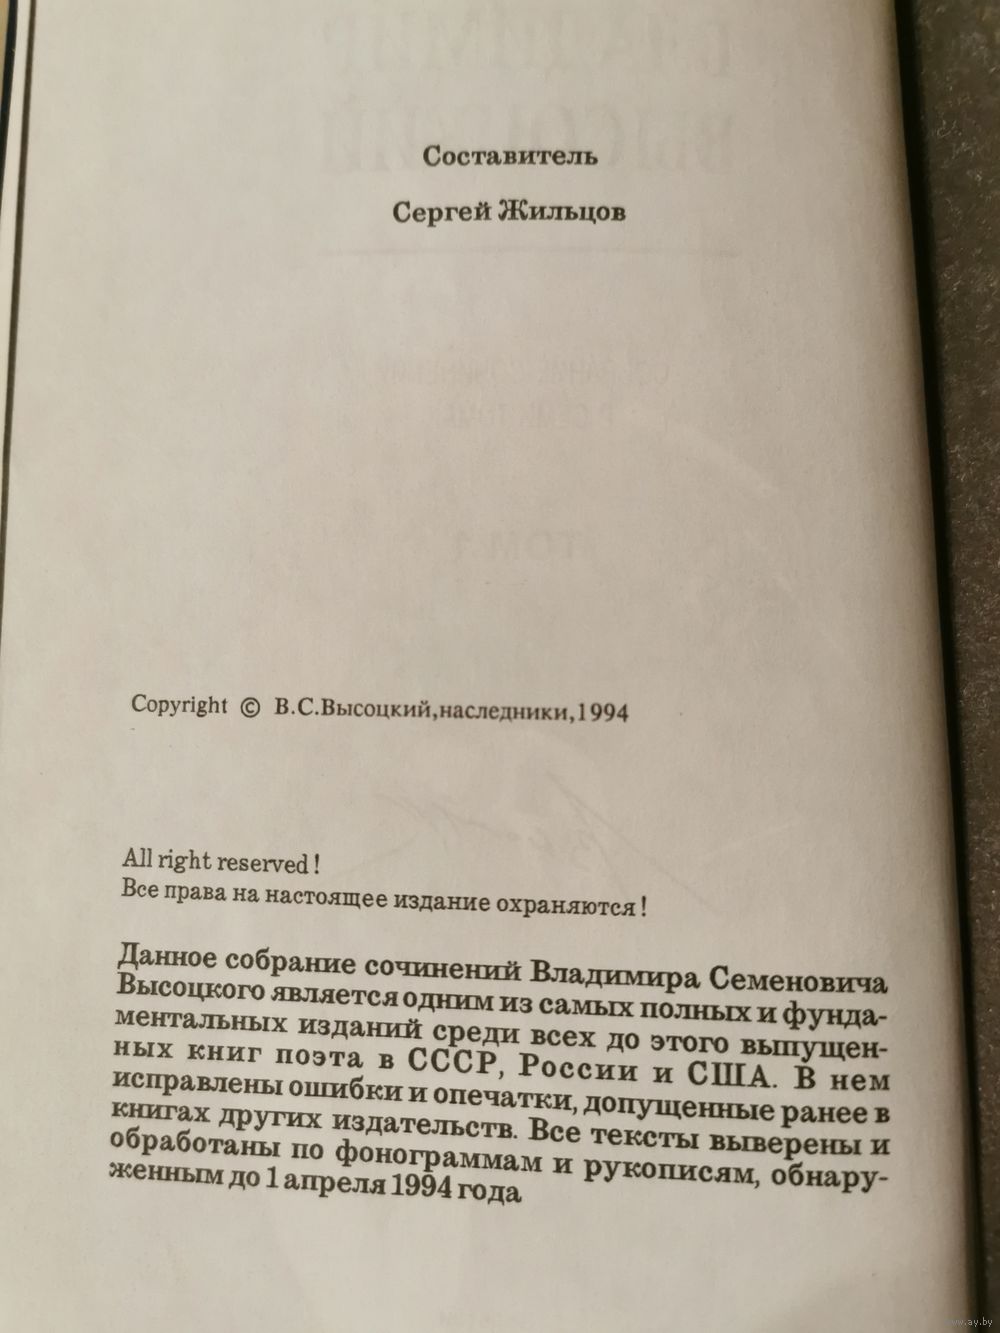 Составитель
Сергей Жильцов
Copyright © В.С.Высоцкий,наследники,1994
All right reserved !
Все права на настоящее издание охраняются !
Данное собрание сочинений Владимира Семеновича
Высоцкого является одним из самых полных и фунда-
ментальных изданий среди всех до этого выпущен-
ных книг поэта в СССР, России и США. В нем
исправлены ошибки и опечатки, допущенные ранее в
книгах других издательств. Все тексты выверены и
обработаны по фонограммам и рукописям, обнару-
женным до 1 апреля 1994 года
www.ay.by